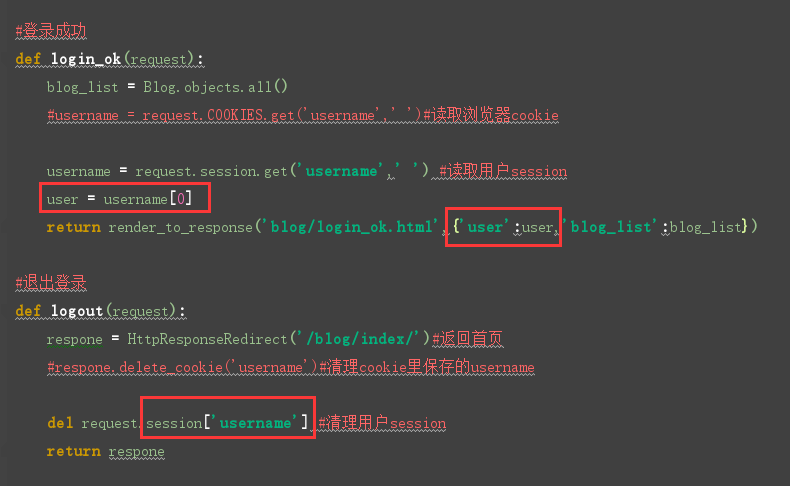 #登录成功
def login_ok(request):
    blog_list = Blog.objects.all()
    #username = request.COOKIES.get('username',' ')#读取浏览器cookie
    username = request.session.get('username',' ') #读取用户session
    user = username[0]
    return render_to_response('blog/login_ok.html',{'user':user,'blog_list':blog_list})
#退出登录
def logout(request):
    respone = HttpResponseRedirect('/blog/index/')#返回首页
    #respone.delete_cookie('username')#清理cookie里保存的username
    del request.session['username'] #清理用户session
    return respone